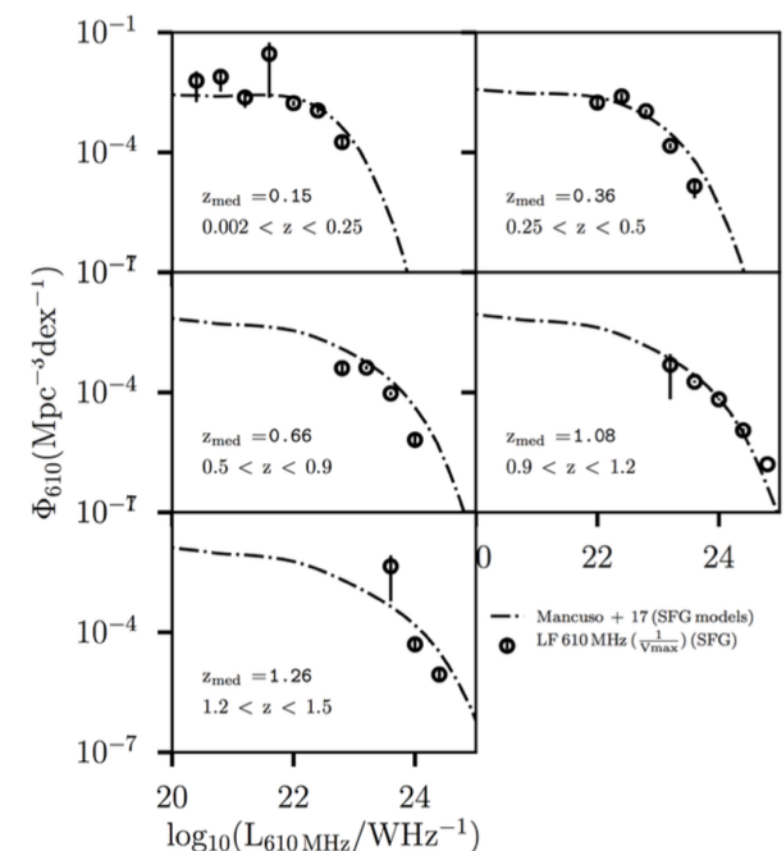 10⁻¹
10⁻⁴
10⁻⁷
z_med =0.15
0.002 < z < 0.25
z_med =0.36
0.25 < z < 0.5
10⁻⁴
10⁻⁷
z_med =0.66
0.5 < z < 0.9
z_med =1.08
0.9 < z < 1.2
0 22 24
10⁻⁴
10⁻⁷
z_med =1.26
1.2 < z < 1.5
Mancuso + 17 (SFG models)
LF 610 MHz (1/Vmax) (SFG)
20 22 24
Φ₆₁₀(Mpc⁻³dex⁻¹)
log₁₀(L₆₁₀ MHz/WHz⁻¹)